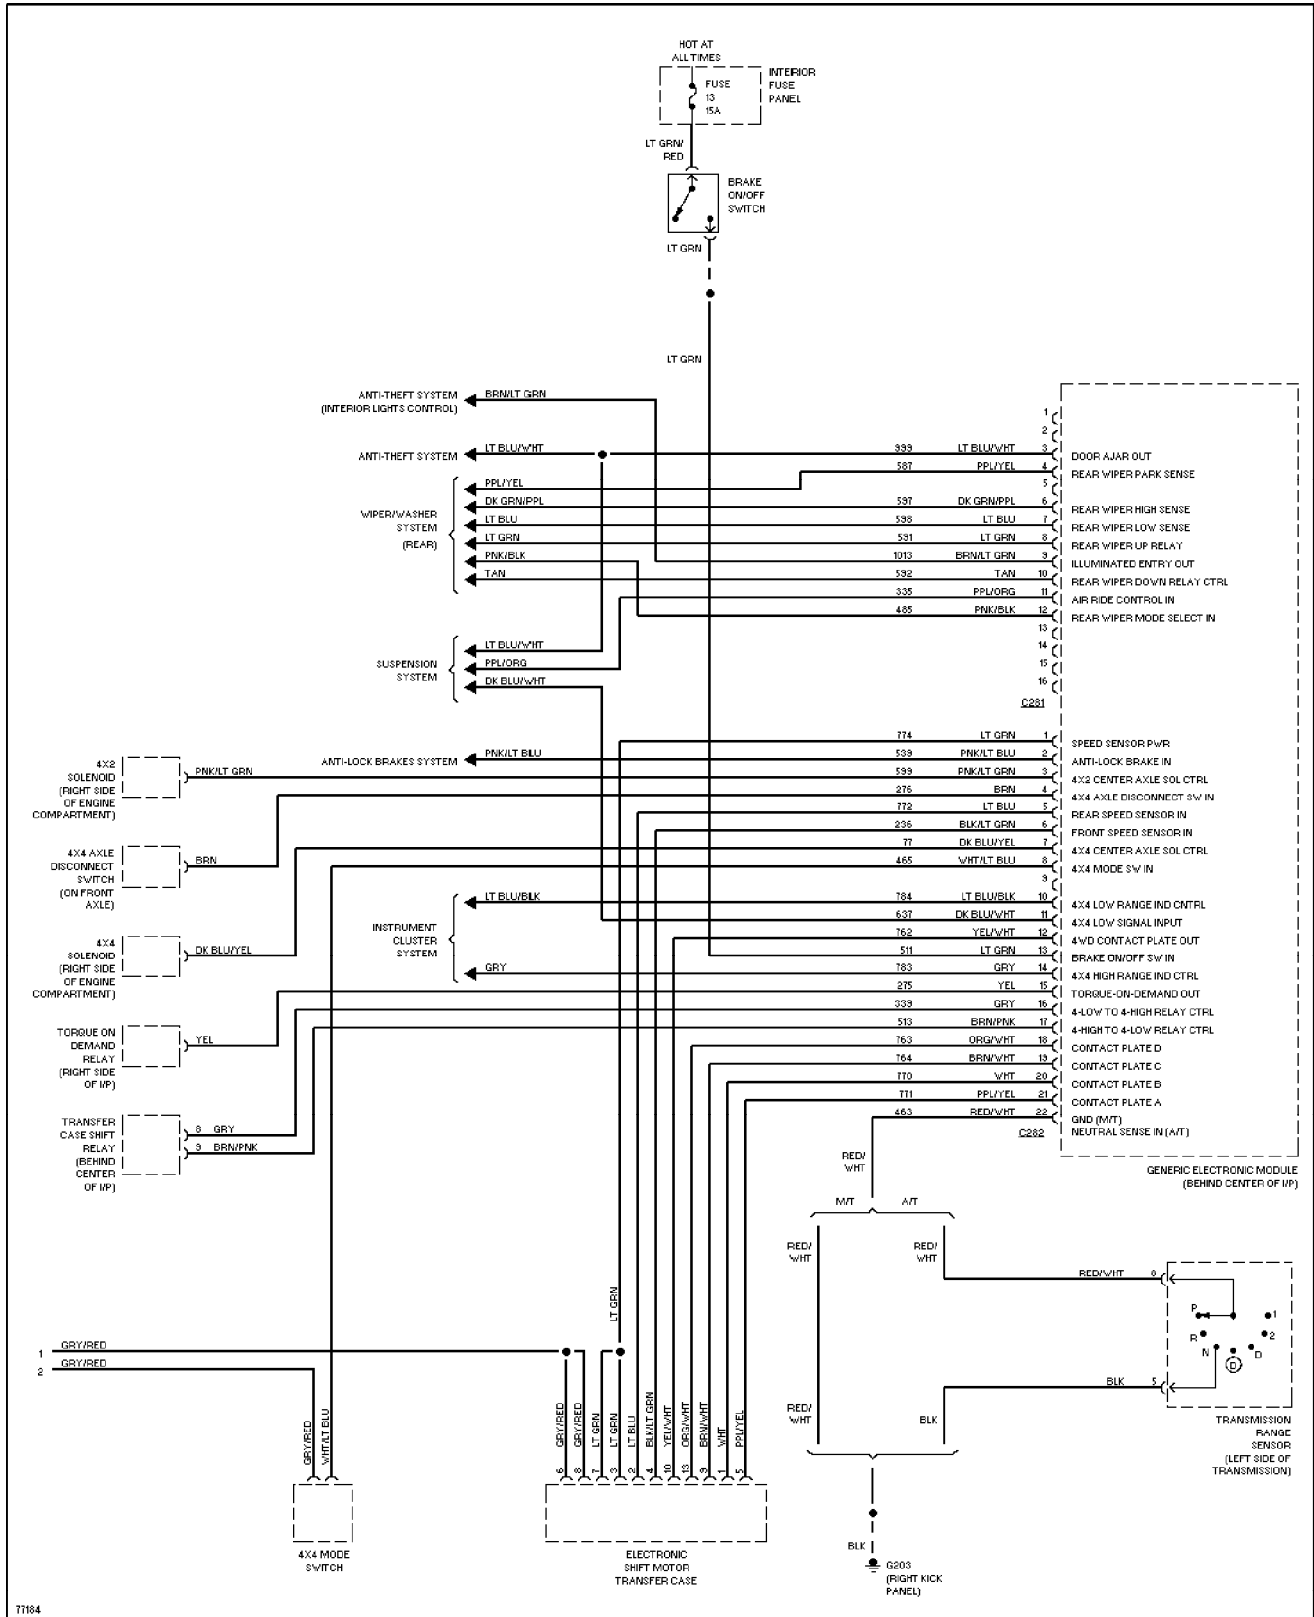 HOT AT
ALL TIMES
FUSE
13
15A
INTERIOR
FUSE
PANEL
LT GRN/
RED
BRAKE
ON/OFF
SWITCH
LT GRN
LT GRN
ANTI-THEFT SYSTEM
(INTERIOR LIGHTS CONTROL)
BRN/LT GRN
ANTI-THEFT SYSTEM
LT BLU/WHT
WIPER/WASHER
SYSTEM
(REAR)
PPL/YEL
DK GRN/PPL
LT BLU
LT GRN
PNK/BLK
TAN
SUSPENSION
SYSTEM
LT BLU/WHT
PPL/ORG
DK BLU/WHT
1
2
999 LT BLU/WHT 3 DOOR AJAR OUT
587 PPL/YEL 4 REAR WIPER PARK SENSE
5
597 DK GRN/PPL 6 REAR WIPER HIGH SENSE
598 LT BLU 7 REAR WIPER LOW SENSE
591 LT GRN 8 REAR WIPER UP RELAY
1013 BRN/LT GRN 9 ILLUMINATED ENTRY OUT
592 TAN 10 REAR WIPER DOWN RELAY CTRL
335 PPL/ORG 11 AIR RIDE CONTROL IN
485 PNK/BLK 12 REAR WIPER MODE SELECT IN
13
14
15
16
C281
774 LT GRN 1 SPEED SENSOR PWR
539 PNK/LT BLU 2 ANTI-LOCK BRAKE IN
599 PNK/LT GRN 3 4X2 CENTER AXLE SOL CTRL
276 BRN 4 4X4 AXLE DISCONNECT SW IN
772 LT BLU 5 REAR SPEED SENSOR IN
236 BLK/LT GRN 6 FRONT SPEED SENSOR IN
77 DK BLU/YEL 7 4X4 CENTER AXLE SOL CTRL
465 WHT/LT BLU 8 4X4 MODE SW IN
9
784 LT BLU/BLK 10 4X4 LOW RANGE IND CNTRL
637 DK BLU/WHT 11 4X4 LOW SIGNAL INPUT
762 YEL/WHT 12 4WD CONTACT PLATE OUT
511 LT GRN 13 BRAKE ON/OFF SW IN
783 GRY 14 4X4 HIGH RANGE IND CTRL
275 YEL 15 TORQUE-ON-DEMAND OUT
339 GRY 16 4-LOW TO 4-HIGH RELAY CTRL
513 BRN/PNK 17 4-HIGH TO 4-LOW RELAY CTRL
763 ORG/WHT 18 CONTACT PLATE D
764 BRN/WHT 19 CONTACT PLATE C
770 WHT 20 CONTACT PLATE B
771 PPL/YEL 21 CONTACT PLATE A
463 RED/WHT 22 GND (M/T)
C282 NEUTRAL SENSE IN (A/T)
GENERIC ELECTRONIC MODULE
(BEHIND CENTER OF I/P)
ANTI-LOCK BRAKES SYSTEM
PNK/LT BLU
4X2
SOLENOID
(RIGHT SIDE
OF ENGINE
COMPARTMENT)
PNK/LT GRN
4X4 AXLE
DISCONNECT
SWITCH
(ON FRONT
AXLE)
BRN
INSTRUMENT
CLUSTER
SYSTEM
LT BLU/BLK
GRY
4X4
SOLENOID
(RIGHT SIDE
OF ENGINE
COMPARTMENT)
DK BLU/YEL
TORQUE ON
DEMAND
RELAY
(RIGHT SIDE
OF I/P)
YEL
TRANSFER
CASE SHIFT
RELAY
(BEHIND
CENTER
OF I/P)
8 GRY
9 BRN/PNK
RED/
WHT
M/T A/T
RED/
WHT
RED/
WHT
RED/WHT 8
P
R
N
D
D
2
1
BLK 5
RED/
WHT
BLK
TRANSMISSION
RANGE
SENSOR
(LEFT SIDE OF
TRANSMISSION)
BLK
G203
(RIGHT KICK
PANEL)
1 GRY/RED
2 GRY/RED
GRY/RED
WHT/LT BLU
4X4 MODE
SWITCH
LT GRN
GRY/RED 6
GRY/RED 8
LT GRN 7
LT GRN 3
LT BLU 2
BLK/LT GRN 4
YEL/WHT 10
ORG/WHT 13
BRN/WHT 9
WHT 1
PPL/YEL 5
ELECTRONIC
SHIFT MOTOR
TRANSFER CASE
77184